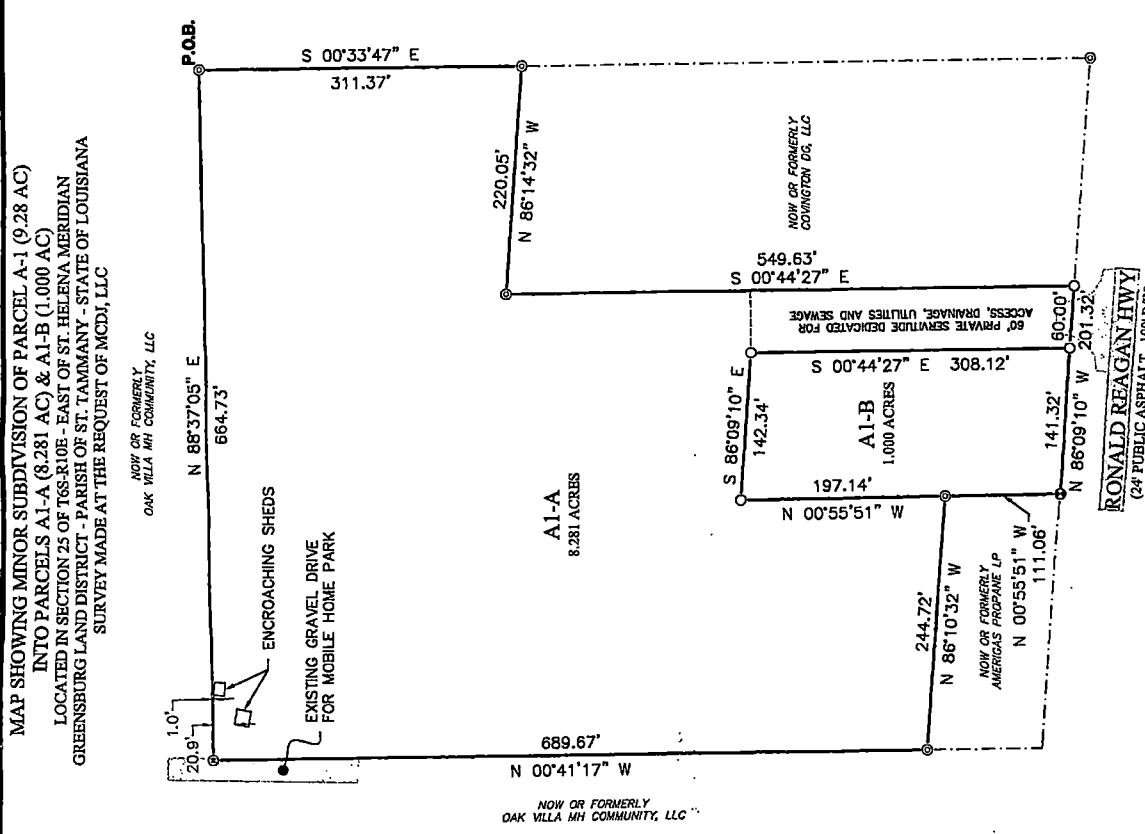 MAP SHOWING MINOR SUBDIVISION OF PARCEL A-1 (9.28 AC)
INTO PARCELS A1-A (8.281 AC) & A1-B (1.000 AC)
LOCATED IN SECTION 25 OF T6S-R10E - EAST OF ST. HELENA MERIDIAN
GREENSBURG LAND DISTRICT - PARISH OF ST. TAMMANY - STATE OF LOUISIANA
SURVEY MADE AT THE REQUEST OF MCDJ, LLC
NOW OR FORMERLY
OAK VILLA MH COMMUNITY, LLC
N 88°37'05" E
664.73'
P.O.B.
S 00°33'47" E
311.37'
220.05'
N 86°14'32" W
NOW OR FORMERLY
COVINGTON DG, LLC
549.63'
S 00°44'27" E
60' PRIVATE SERVITUDE DEDICATED FOR
ACCESS, DRAINAGE, UTILITIES AND SEWAGE
20.9'
1.0'
ENCROACHING SHEDS
EXISTING GRAVEL DRIVE
FOR MOBILE HOME PARK
A1-A
8.281 ACRES
S 86°09'10" E
142.34'
S 00°44'27" E 308.12'
A1-B
1.000 ACRES
197.14'
N 00°55'51" W
60.00'
201.32'
141.32'
N 86°09'10" W
244.72'
N 86°10'32" W
NOW OR FORMERLY
AMERIGAS PROPANE LP
N 00°55'51" W
111.06'
689.67'
N 00°41'17" W
NOW OR FORMERLY
OAK VILLA MH COMMUNITY, LLC
RONALD REAGAN HWY
(24' PUBLIC ASPHALT